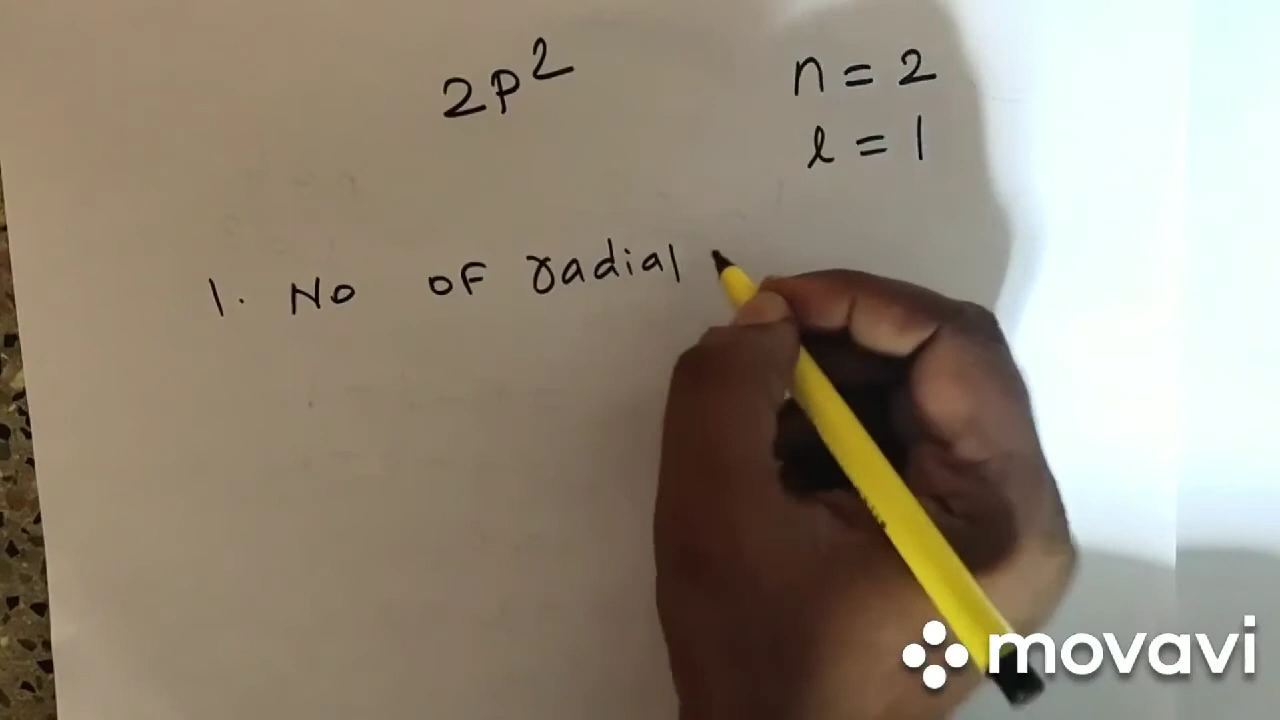 2p²
n = 2
l = 1
1. No of radial
movavi